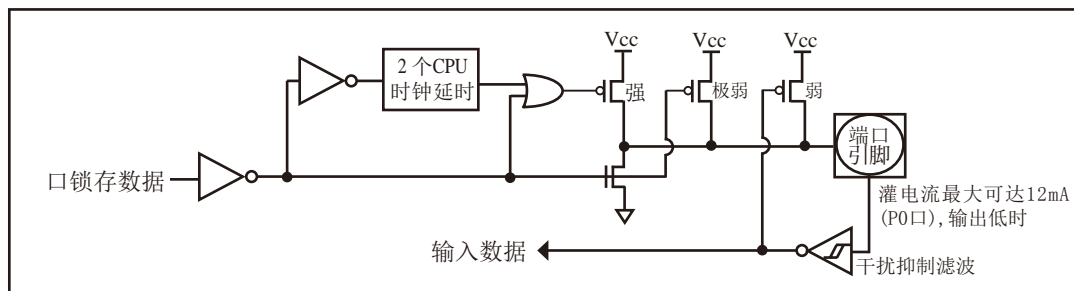 Vcc
Vcc
Vcc
2 个CPU
时钟延时
强
极弱
弱
端口
引脚
口锁存数据
灌电流最大可达12mA
(P0口),输出低时
输入数据
干扰抑制滤波